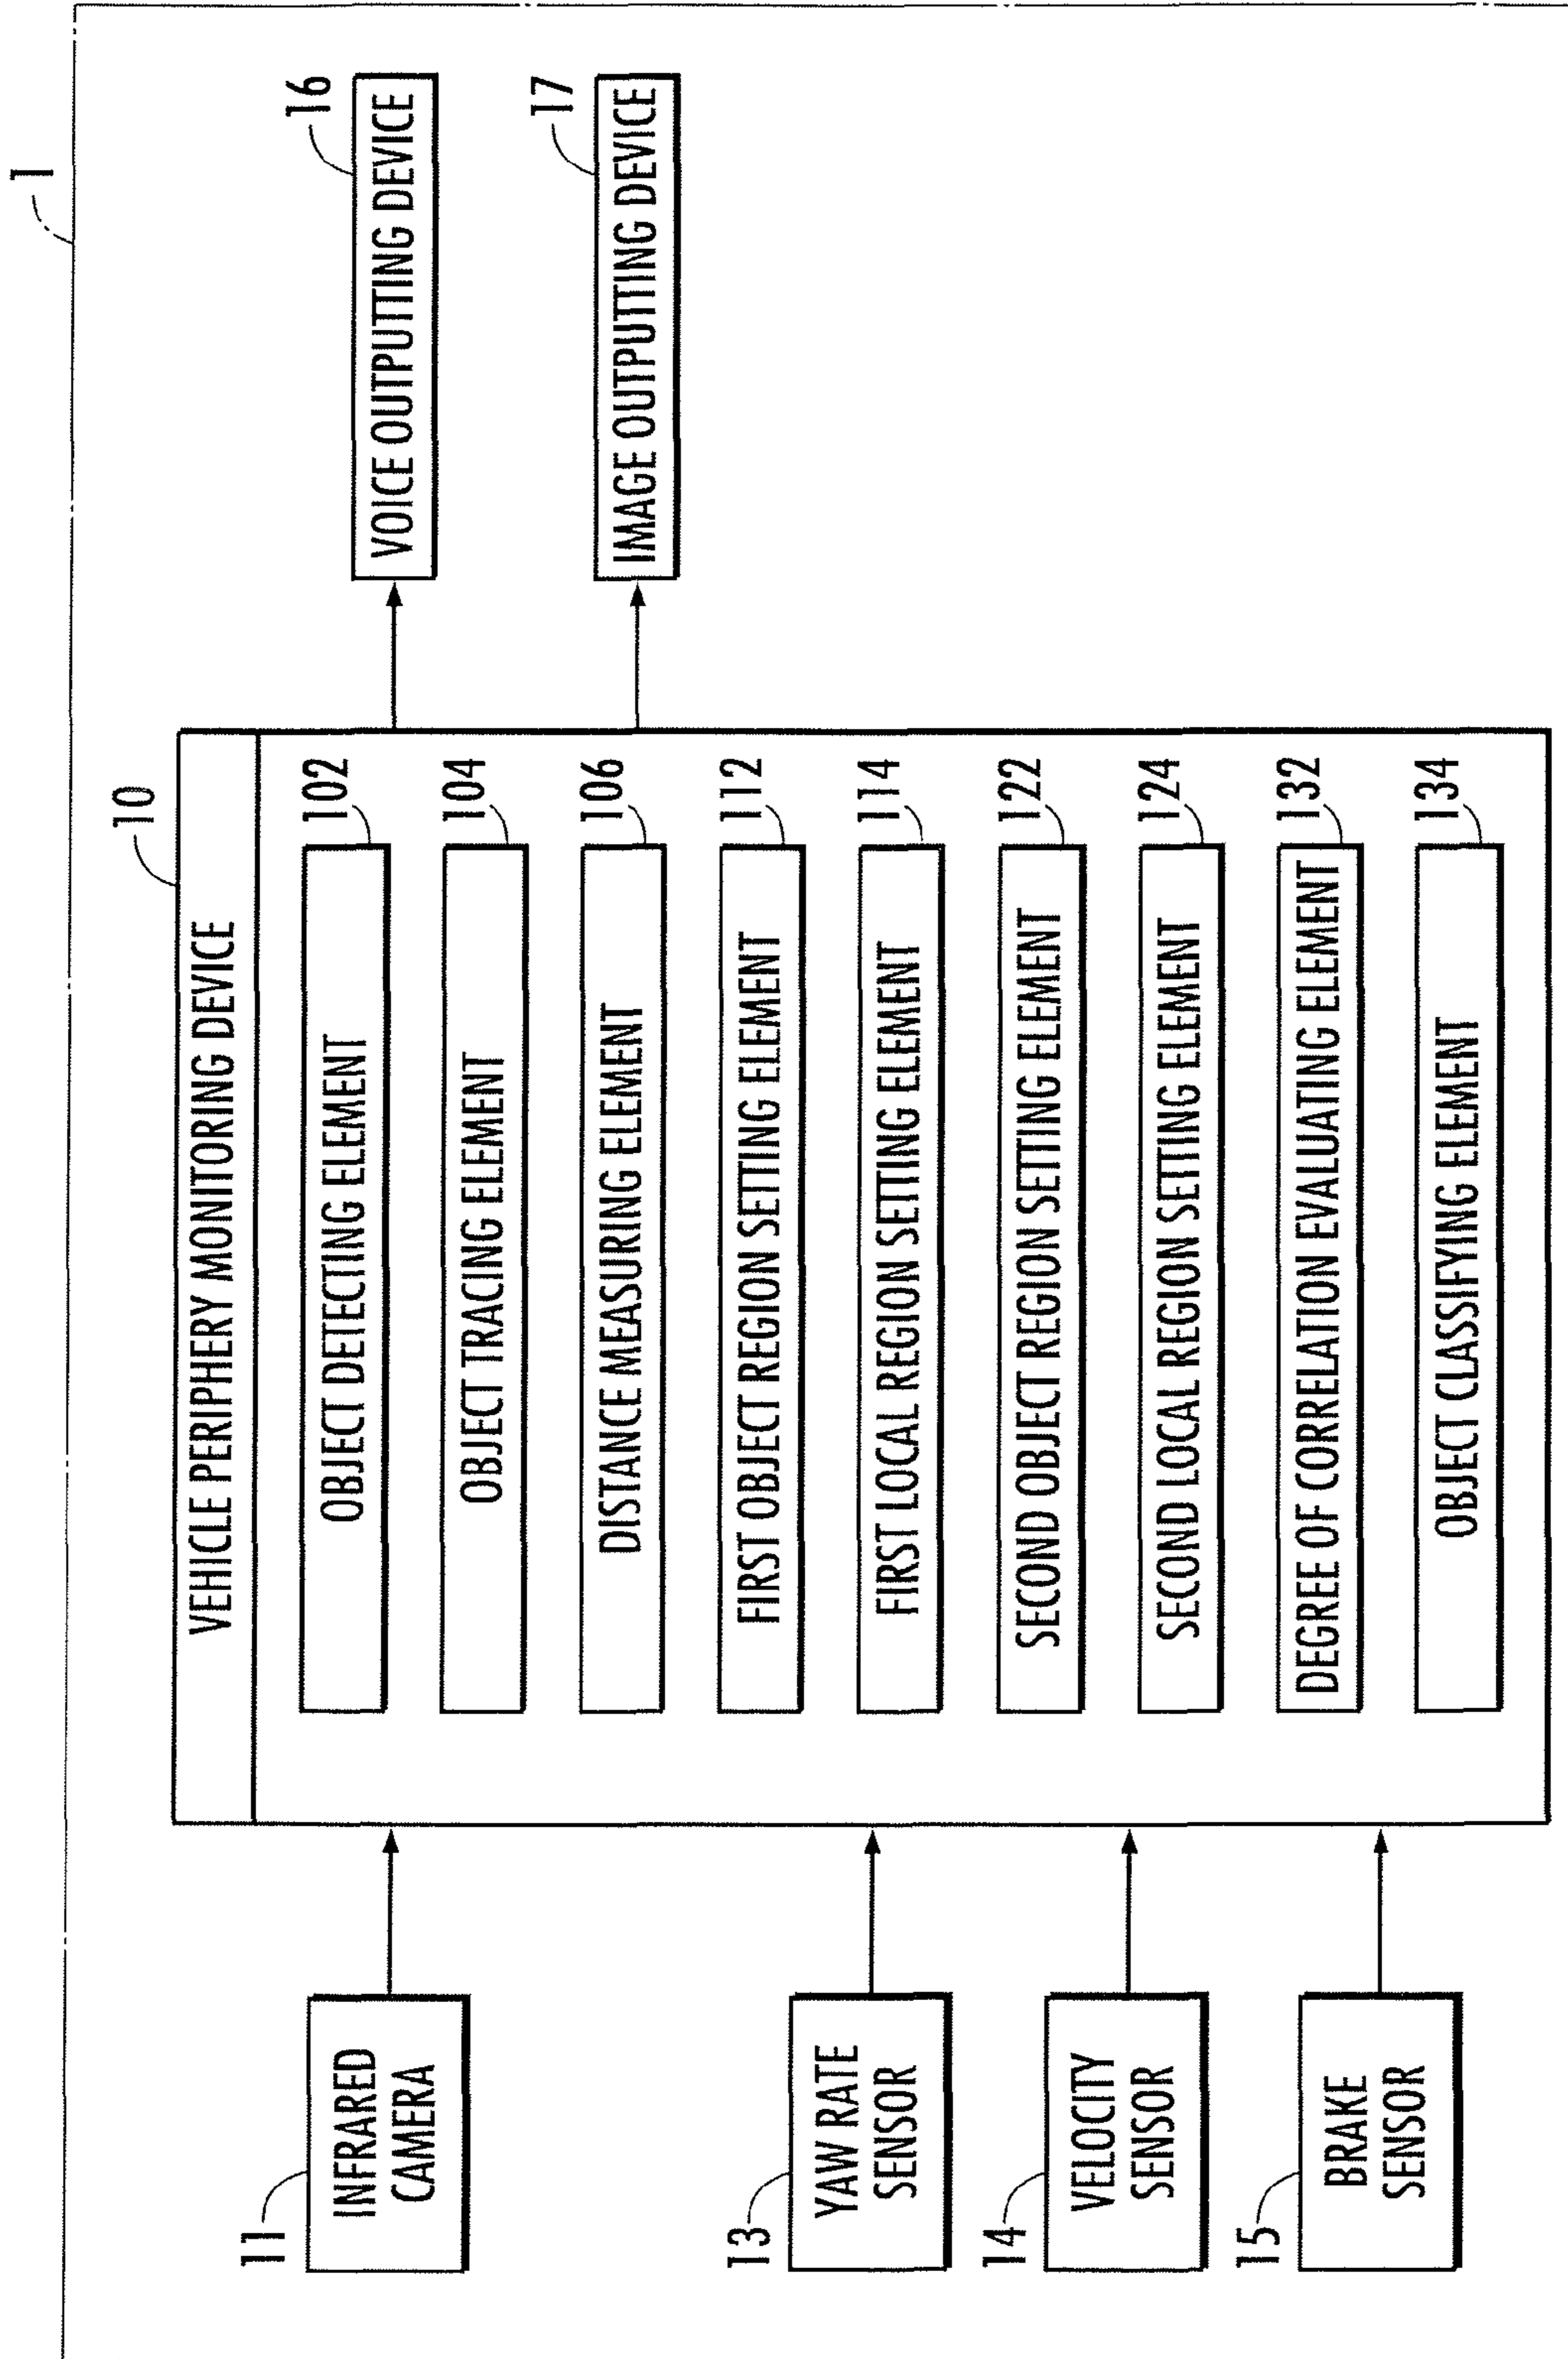 1
10
VEHICLE PERIPHERY MONITORING DEVICE
11
INFRARED
CAMERA
13
YAW RATE
SENSOR
14
VELOCITY
SENSOR
15
BRAKE
SENSOR
OBJECT DETECTING ELEMENT
102
OBJECT TRACING ELEMENT
104
DISTANCE MEASURING ELEMENT
106
FIRST OBJECT REGION SETTING ELEMENT
112
FIRST LOCAL REGION SETTING ELEMENT
114
SECOND OBJECT REGION SETTING ELEMENT
122
SECOND LOCAL REGION SETTING ELEMENT
124
DEGREE OF CORRELATION EVALUATING ELEMENT
132
OBJECT CLASSIFYING ELEMENT
134
16
VOICE OUTPUTING DEVICE
17
IMAGE OUTPUTTING DEVICE